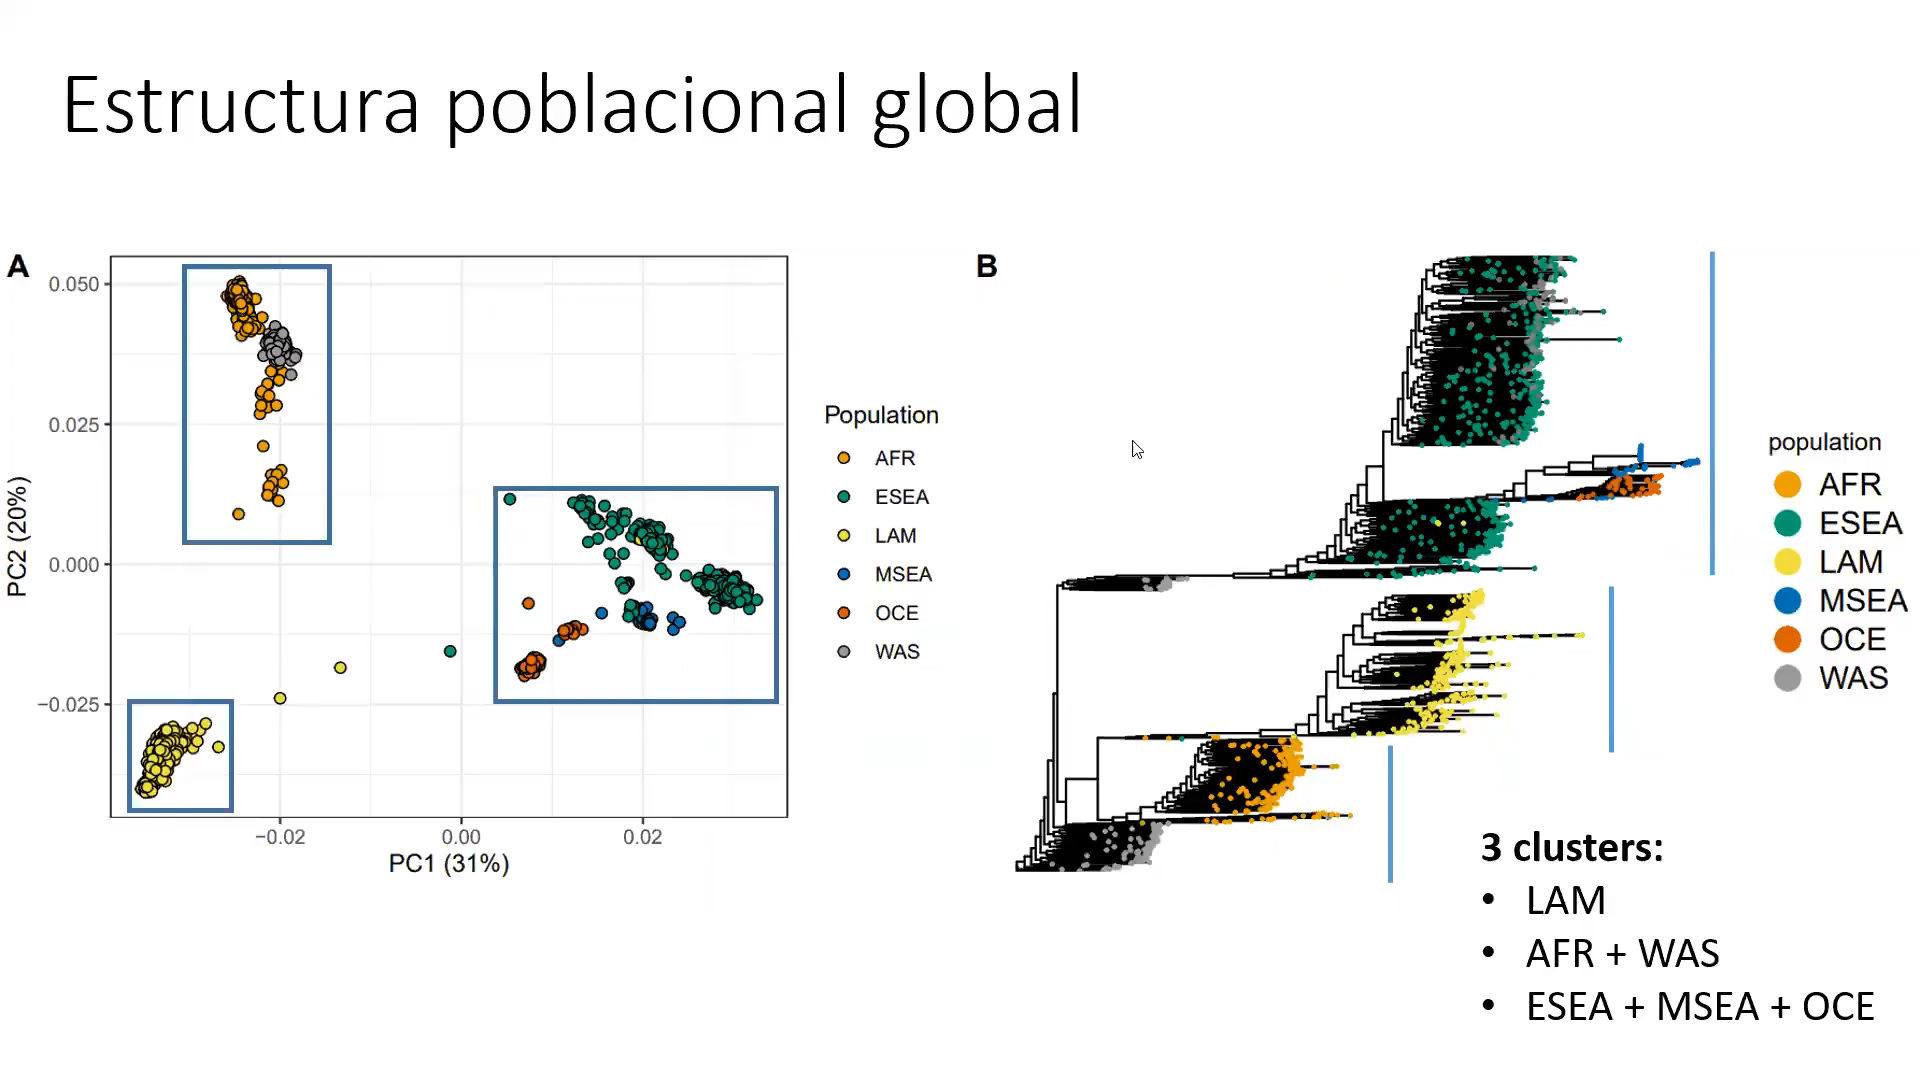 Estructura poblacional global
A
0.050
0.025
0.000
−0.025
PC2 (20%)
−0.02
0.00
0.02
PC1 (31%)
Population
AFR
ESEA
LAM
MSEA
OCE
WAS
B
population
AFR
ESEA
LAM
MSEA
OCE
WAS
3 clusters:
• LAM
• AFR + WAS
• ESEA + MSEA + OCE